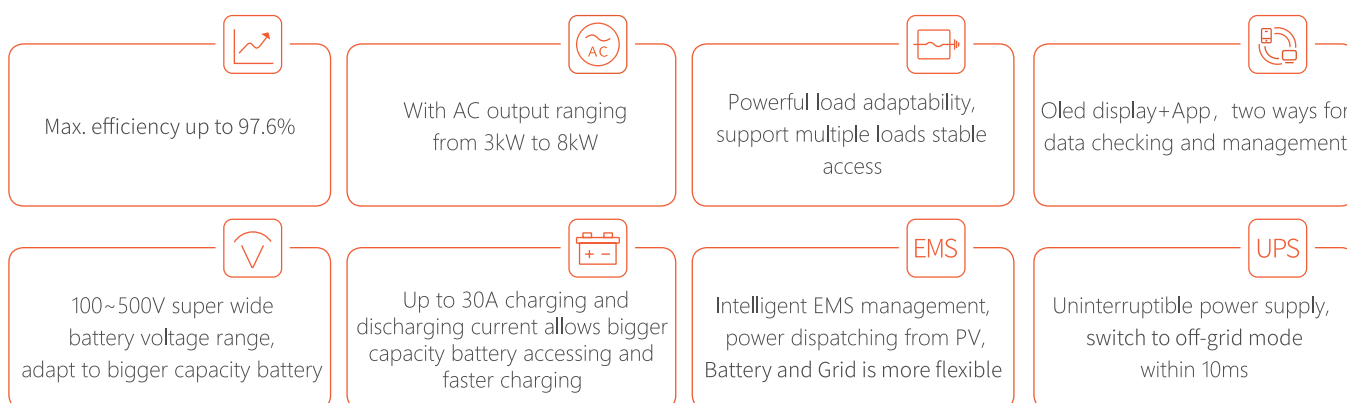 Max. efficiency up to 97.6%
AC
With AC output ranging
from 3kW to 8kW
Powerful load adaptability,
support multiple loads stable
access
Oled display+App, two ways for
data checking and management
V
100~500V super wide
battery voltage range,
adapt to bigger capacity battery
+ -
Up to 30A charging and
discharging current allows bigger
capacity battery accessing and
faster charging
EMS
Intelligent EMS management,
power dispatching from PV,
Battery and Grid is more flexible
UPS
Uninterruptible power supply,
switch to off-grid mode
within 10ms